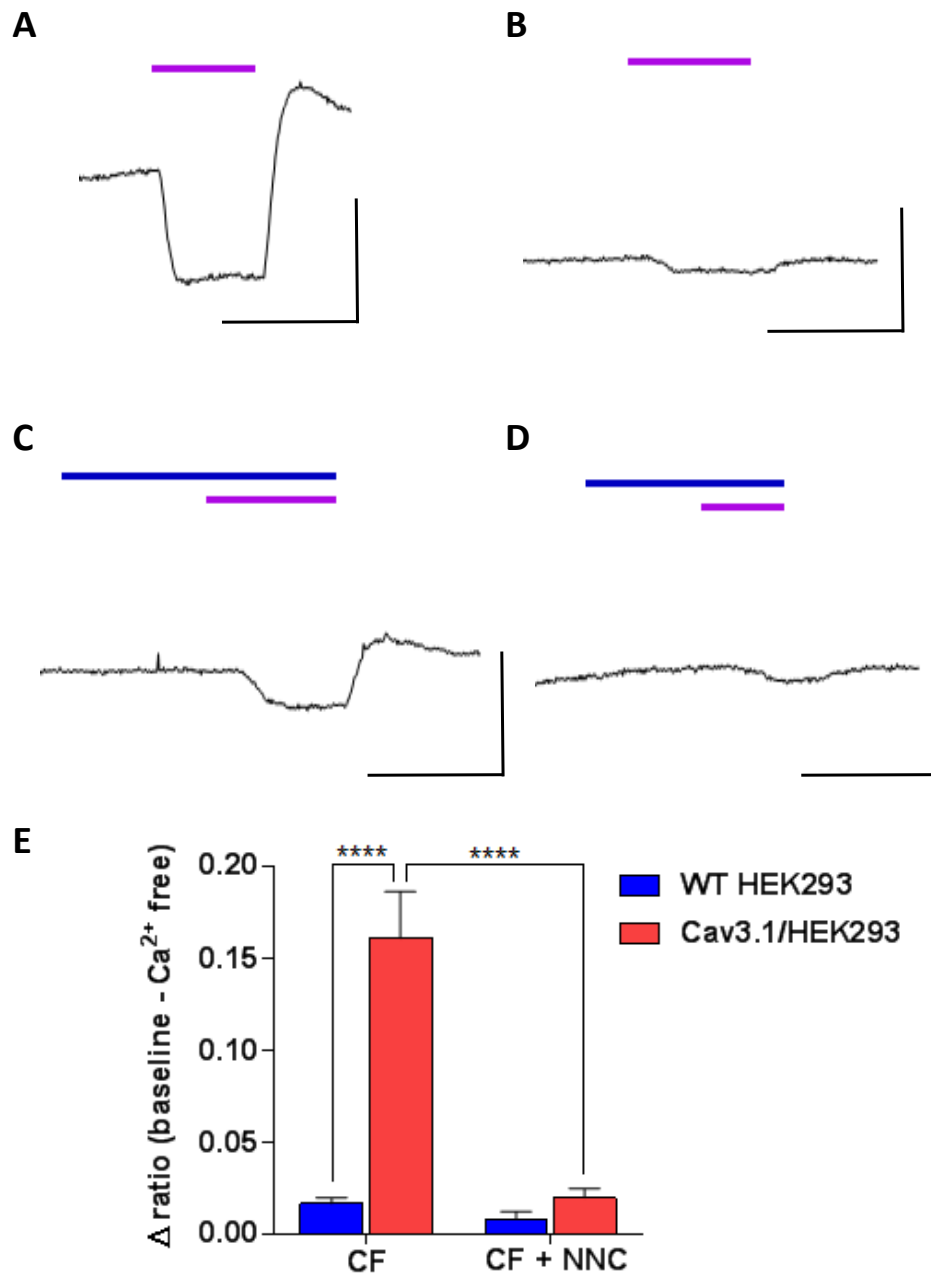 A
B
C
D
E
Δ ratio (baseline - Ca²⁺ free)
0.20
0.15
0.10
0.05
0.00
****
****
WT HEK293
Cav3.1/HEK293
CF
CF + NNC